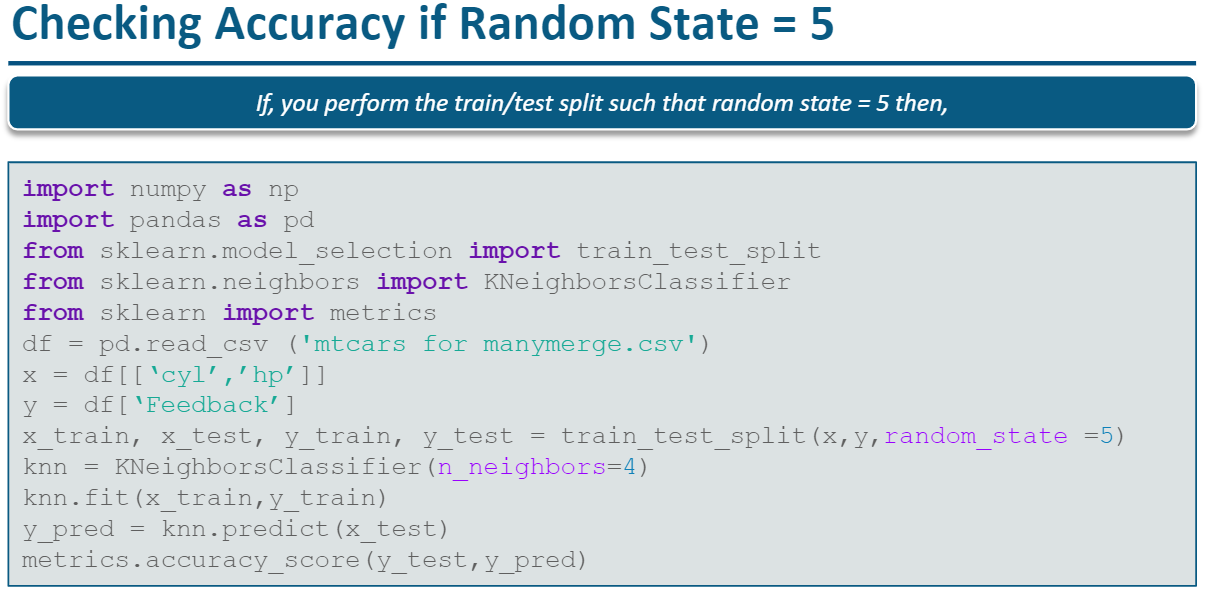 Checking Accuracy if Random State = 5
If, you perform the train/test split such that random state = 5 then,
import numpy as np
import pandas as pd
from sklearn.model_selection import train_test_split
from sklearn.neighbors import KNeighborsClassifier
from sklearn import metrics
df = pd.read_csv ('mtcars for manymerge.csv')
x = df[[‘cyl’,’hp’]]
y = df[‘Feedback’]
x_train, x_test, y_train, y_test = train_test_split(x,y,random_state =5)
knn = KNeighborsClassifier(n_neighbors=4)
knn.fit(x_train,y_train)
y_pred = knn.predict(x_test)
metrics.accuracy_score(y_test,y_pred)